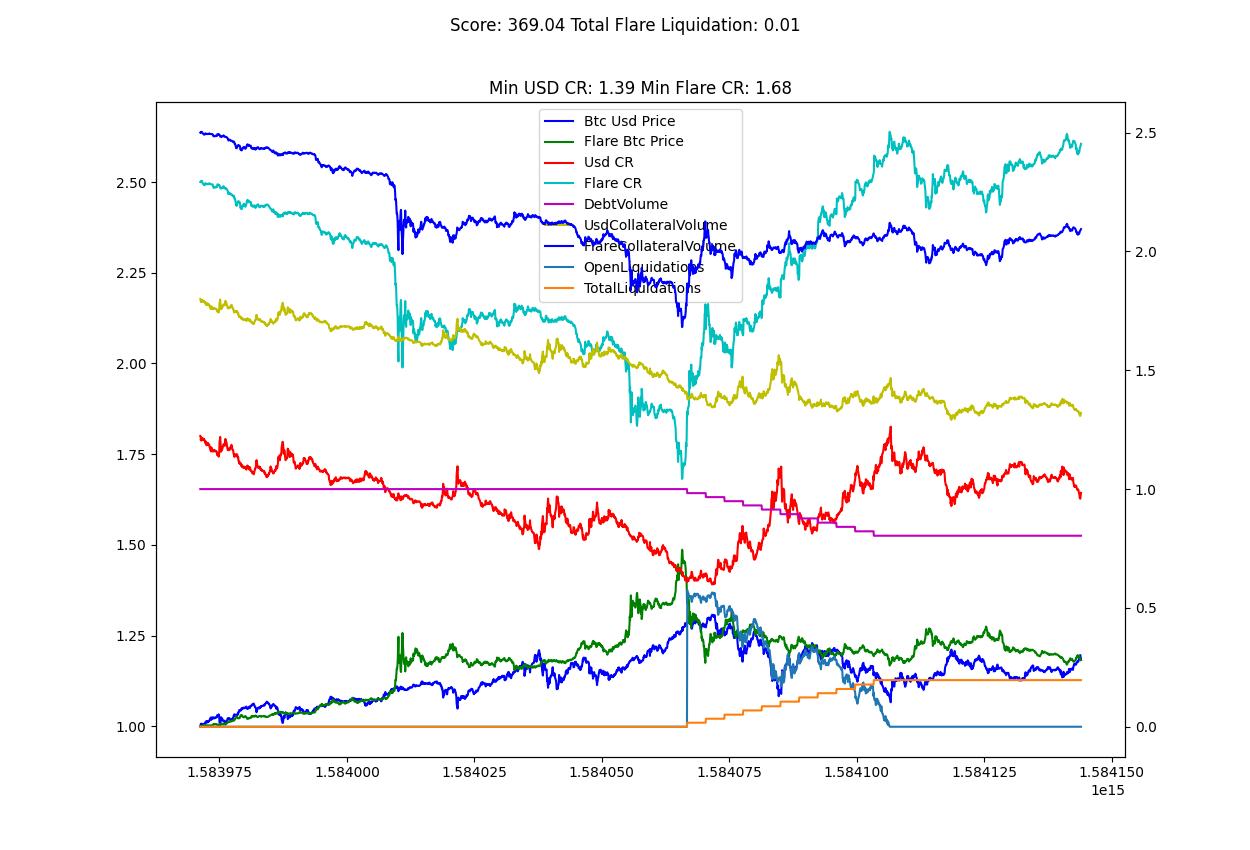 Score: 369.04 Total Flare Liquidation: 0.01
Min USD CR: 1.39 Min Flare CR: 1.68
Btc Usd Price
Flare Btc Price
Usd CR
Flare CR
DebtVolume
UsdCollateralVolume
FlareCollateralVolume
OpenLiquidations
TotalLiquidations
2.50
2.25
2.00
1.75
1.50
1.25
1.00
2.5
2.0
1.5
1.0
0.5
0.0
1.583975 1.584000 1.584025 1.584050 1.584075 1.584100 1.584125 1.584150
1e15